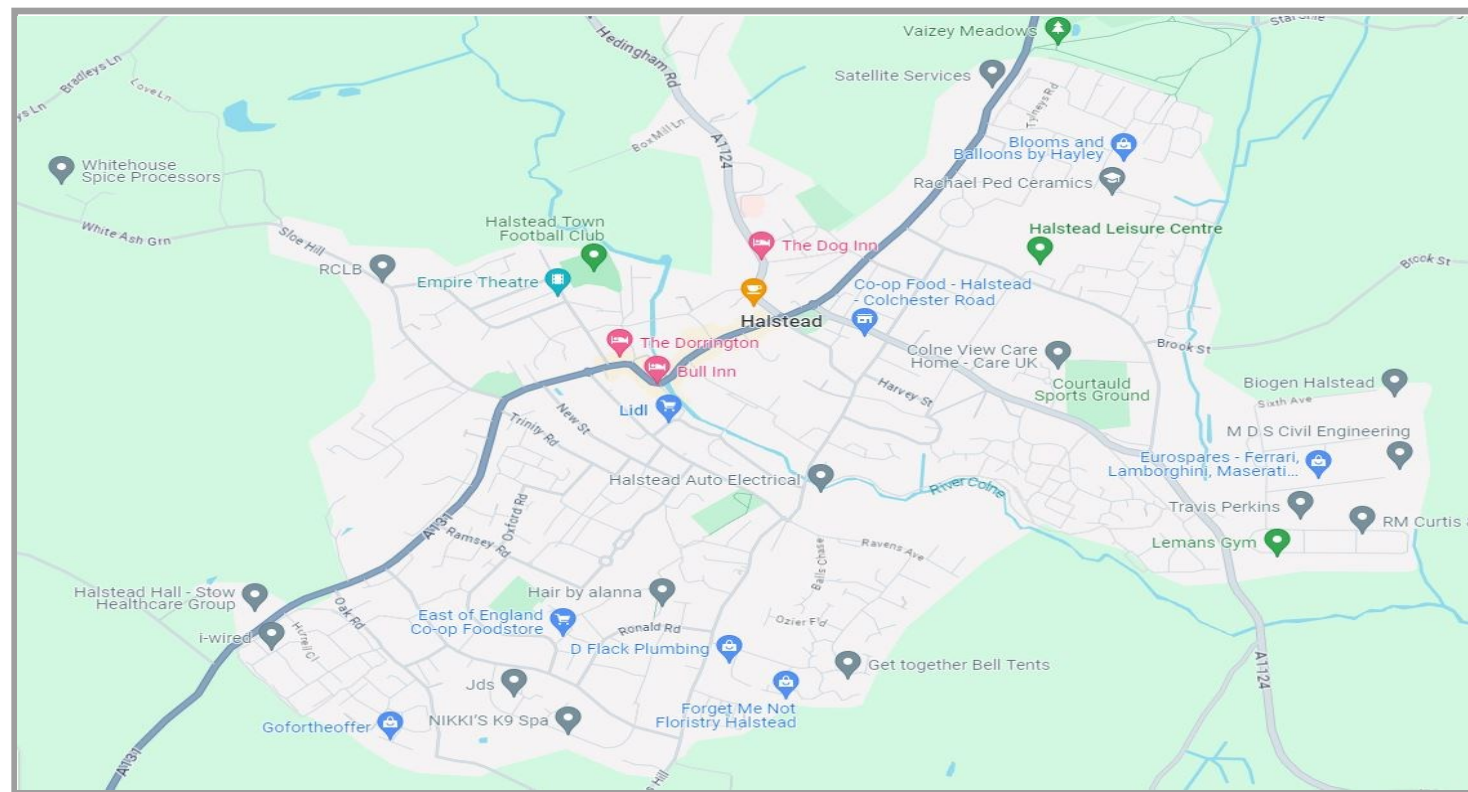 Vaizey Meadows
Satellite Services
Hedingham Rd
Bradleys Ln
Love Ln
ys Ln
Tylneys Rd
Box Mill Ln
A1124
Blooms and
Balloons by Hayley
Whitehouse
Spice Processors
Rachael Ped Ceramics
White Ash Grn
Sloe Hill
Halstead Town
Football Club
Halstead Leisure Centre
The Dog Inn
RCLB
Empire Theatre
Brook St
Co-op Food - Halstead
- Colchester Road
Halstead
The Dorrington
Brook St
Colne View Care
Home - Care UK
Bull Inn
Courtauld
Sports Ground
Biogen Halstead
Harvey St
Sixth Ave
Lidl
New St
Trinity Rd
M D S Civil Engineering
Eurospares - Ferrari,
Lamborghini, Maserati...
Halstead Auto Electrical
River Colne
Oxford Rd
Travis Perkins
A131
RM Curtis &
Ramsey Rd
Ravens Ave
Lemans Gym
Balls Chase
Halstead Hall - Stow
Healthcare Group
Hair by alanna
Oak Rd
East of England
Co-op Foodstore
Ronald Rd
Ozier F'd
i-wired
Hurrell Cl
D Flack Plumbing
Get together Bell Tents
A1124
Jds
Forget Me Not
Floristry Halstead
Gofortheoffer
NIKKI'S K9 Spa
A131
Hill